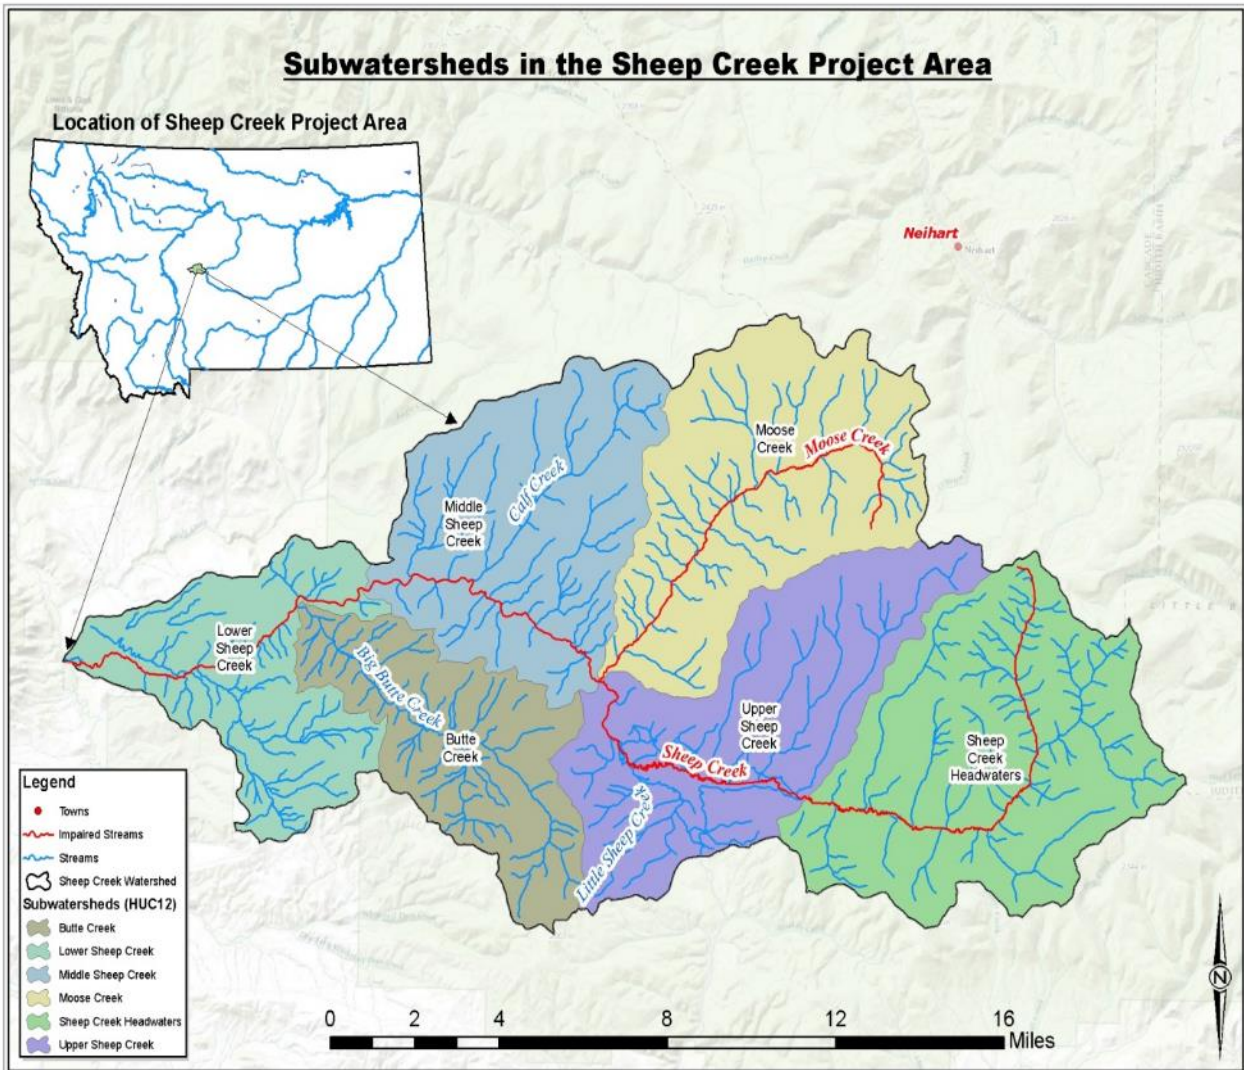 Subwatersheds in the Sheep Creek Project Area
Location of Sheep Creek Project Area
Neihart
Neihart
Moose
Creek
Moose Creek
Calf Creek
Middle
Sheep
Creek
Lower
Sheep
Creek
Big Butte Creek
Butte
Creek
Upper
Sheep
Creek
Sheep Creek
Sheep
Creek
Headwaters
Little Sheep Creek
LITTLE B
Legend
Towns
Impaired Streams
Streams
Sheep Creek Watershed
Subwatersheds (HUC12)
Butte Creek
Lower Sheep Creek
Middle Sheep Creek
Moose Creek
Sheep Creek Headwaters
Upper Sheep Creek
0 2 4 8 12 16
Miles
N